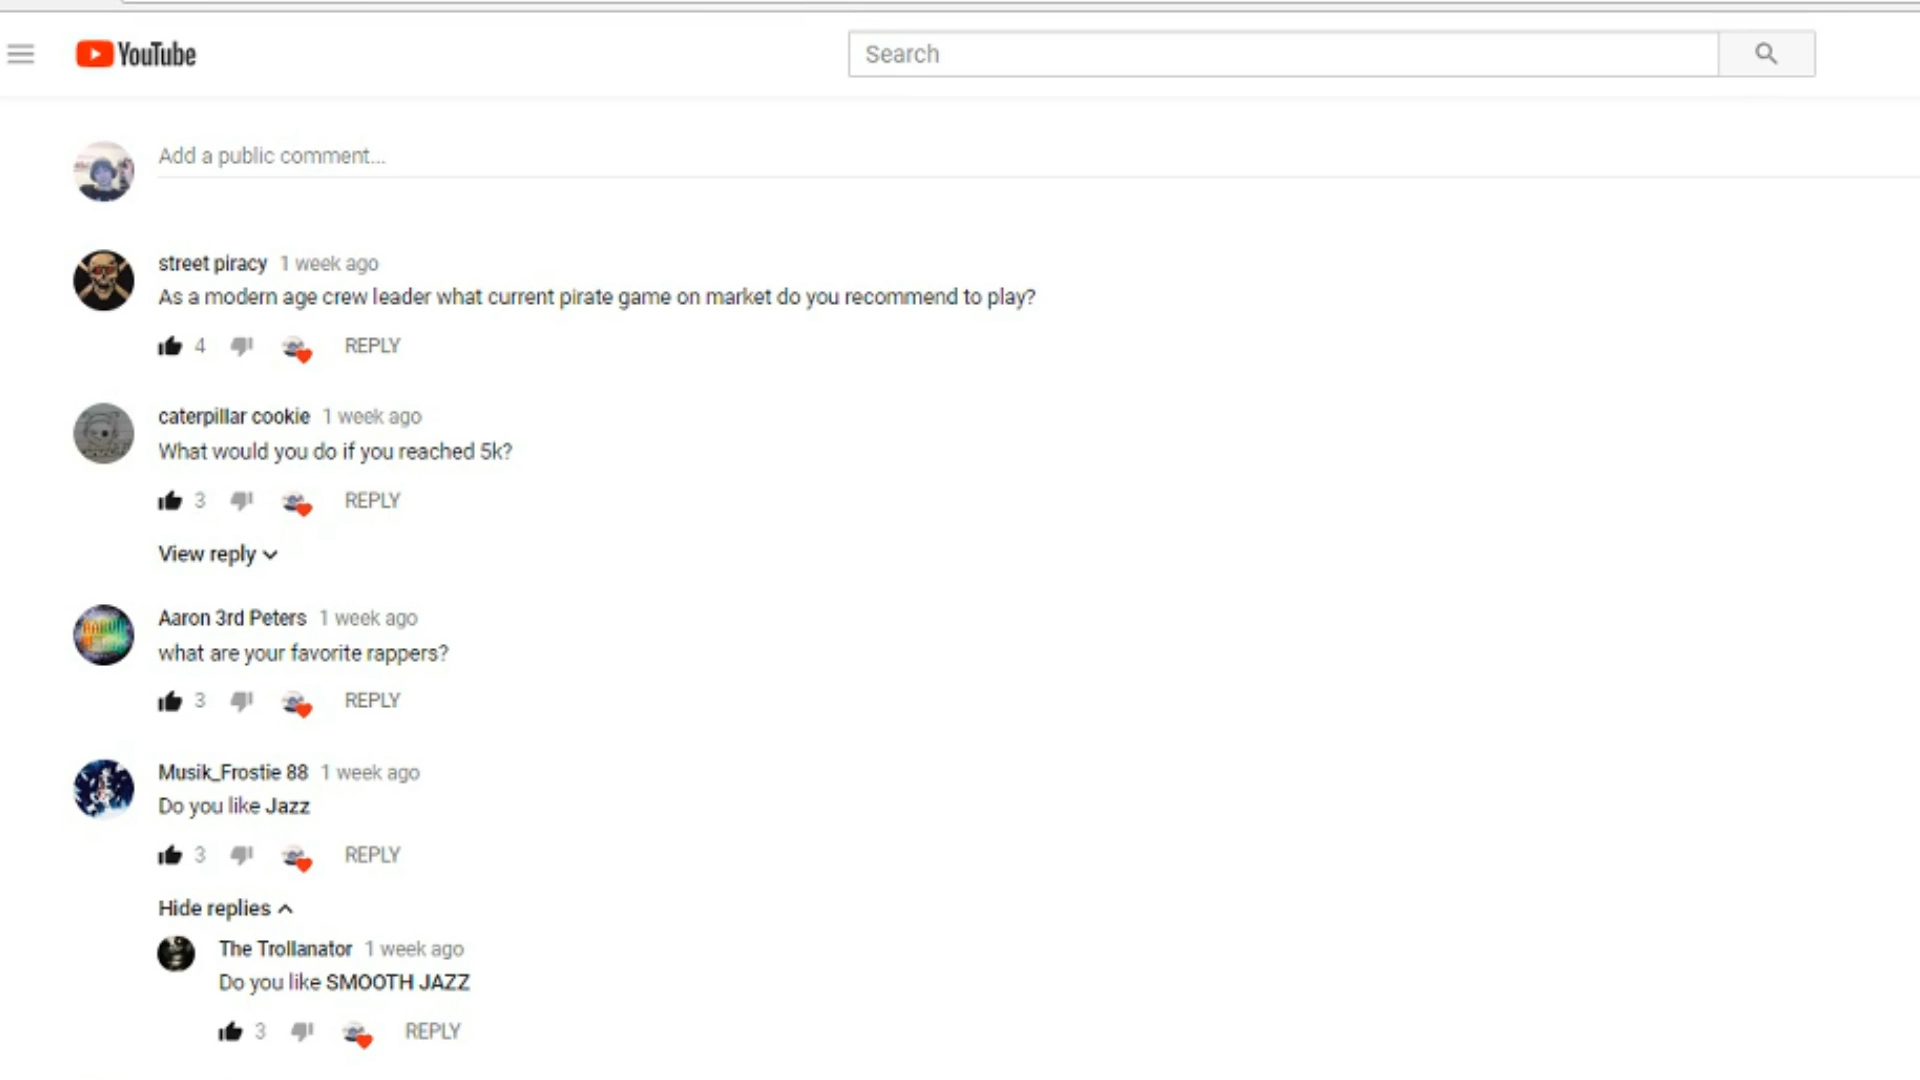 YouTube
Search
Add a public comment...
street piracy 1 week ago
As a modern age crew leader what current pirate game on market do you recommend to play?
4 REPLY
caterpillar cookie 1 week ago
What would you do if you reached 5k?
3 REPLY
View reply
Aaron 3rd Peters 1 week ago
what are your favorite rappers?
3 REPLY
Musik_Frostie 88 1 week ago
Do you like Jazz
3 REPLY
Hide replies
The Trollanator 1 week ago
Do you like SMOOTH JAZZ
3 REPLY